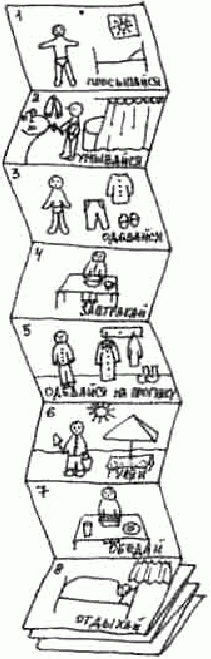 1
ПРОСЫПАЙСЯ
2
УМЫВАЙСЯ
3
ОДЕВАЙСЯ
4
ЗАВТРАКАЙ
5
ОДЕВАЙСЯ НА ПРОГУЛКУ
6
ГУЛЯЙ
7
ОБЕДАЙ
8
ОТДЫХАЙ